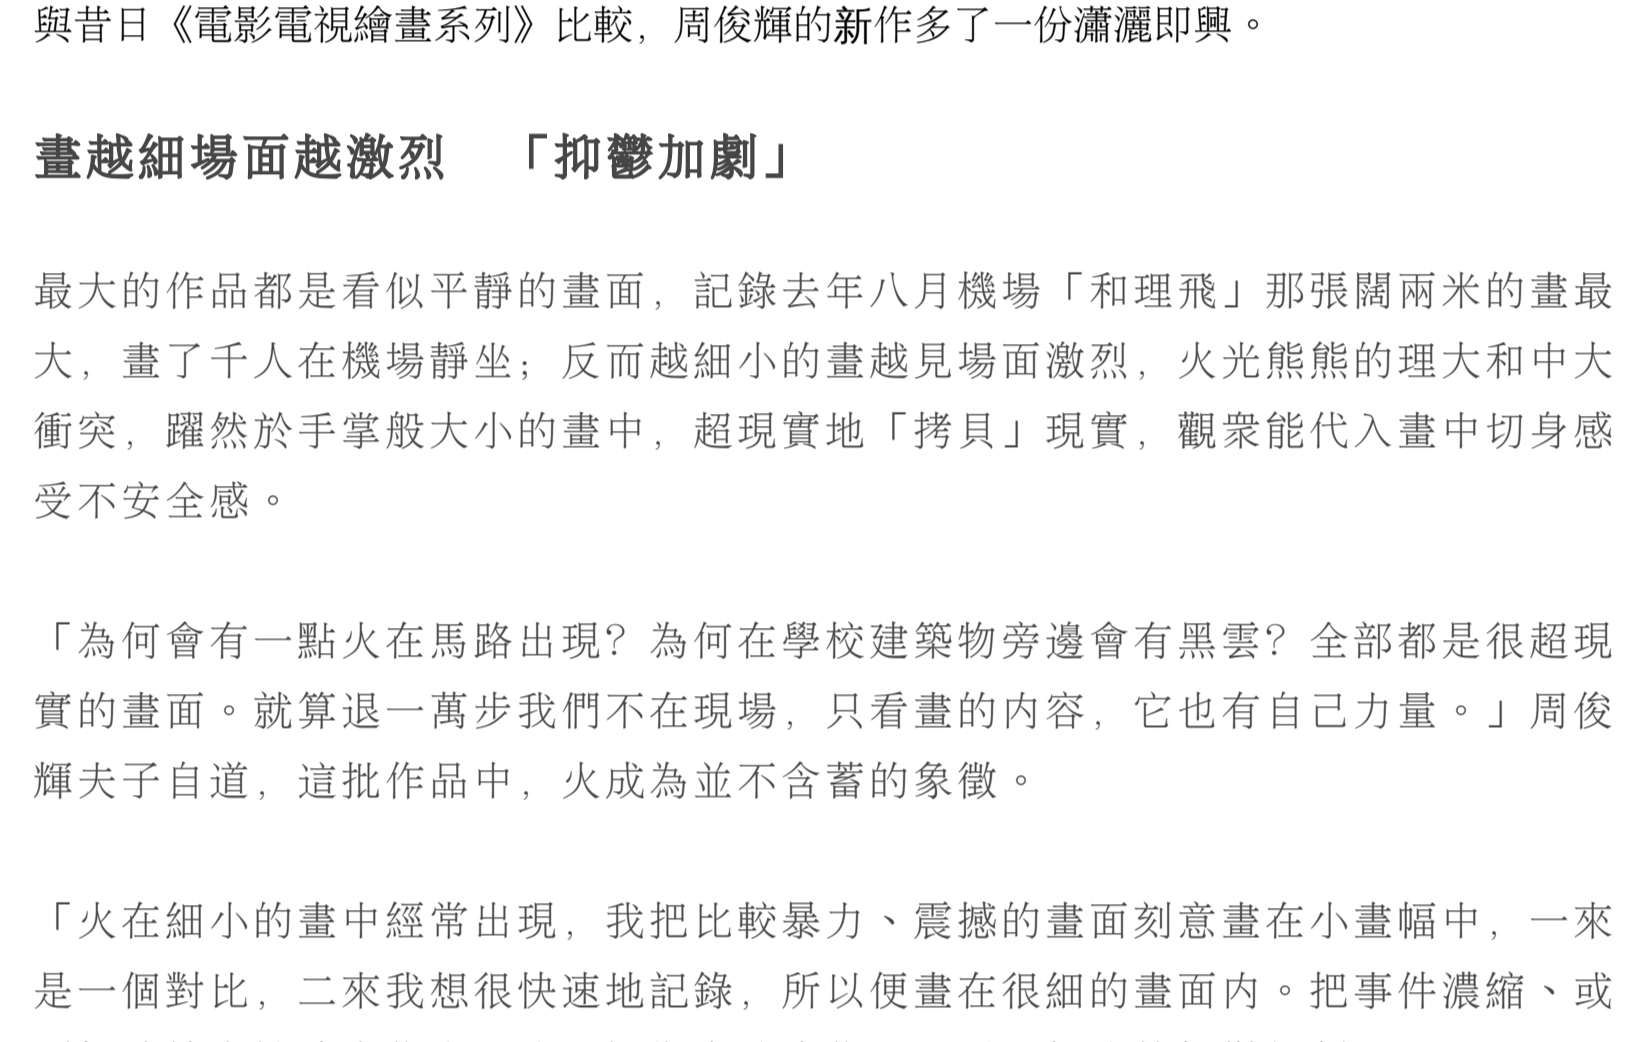 與昔日《電影電視繪畫系列》比較，周俊輝的新作多了一份瀟灑即興。
畫越細場面越激烈　「抑鬱加劇」
最大的作品都是看似平靜的畫面，記錄去年八月機場「和理飛」那張闊兩米的畫最
大，畫了千人在機場靜坐；反而越細小的畫越見場面激烈，火光熊熊的理大和中大
衝突，躍然於手掌般大小的畫中，超現實地「拷貝」現實，觀衆能代入畫中切身感
受不安全感。
「為何會有一點火在馬路出現？為何在學校建築物旁邊會有黑雲？全部都是很超現
實的畫面。就算退一萬步我們不在現場，只看畫的内容，它也有自己力量。」周俊
輝夫子自道，這批作品中，火成為並不含蓄的象徵。
「火在細小的畫中經常出現，我把比較暴力、震撼的畫面刻意畫在小畫幅中，一來
是一個對比，二來我想很快速地記錄，所以便畫在很細的畫面内。把事件濃縮、或